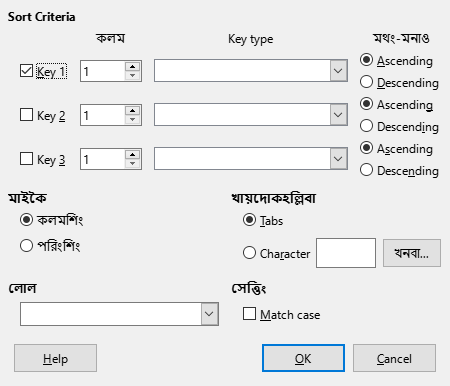 Sort Criteria
কলম Key type মথং-মনাও
Key 1 1 Ascending
Descending
Key 2 1 Ascending
Descending
Key 3 1 Ascending
Descending
মাইকৈ খায়দোকহল্লিবা
কলমশিং Tabs
পরিংশিং Character খনবা...
লোল সেত্তিং
Match case
Help OK Cancel